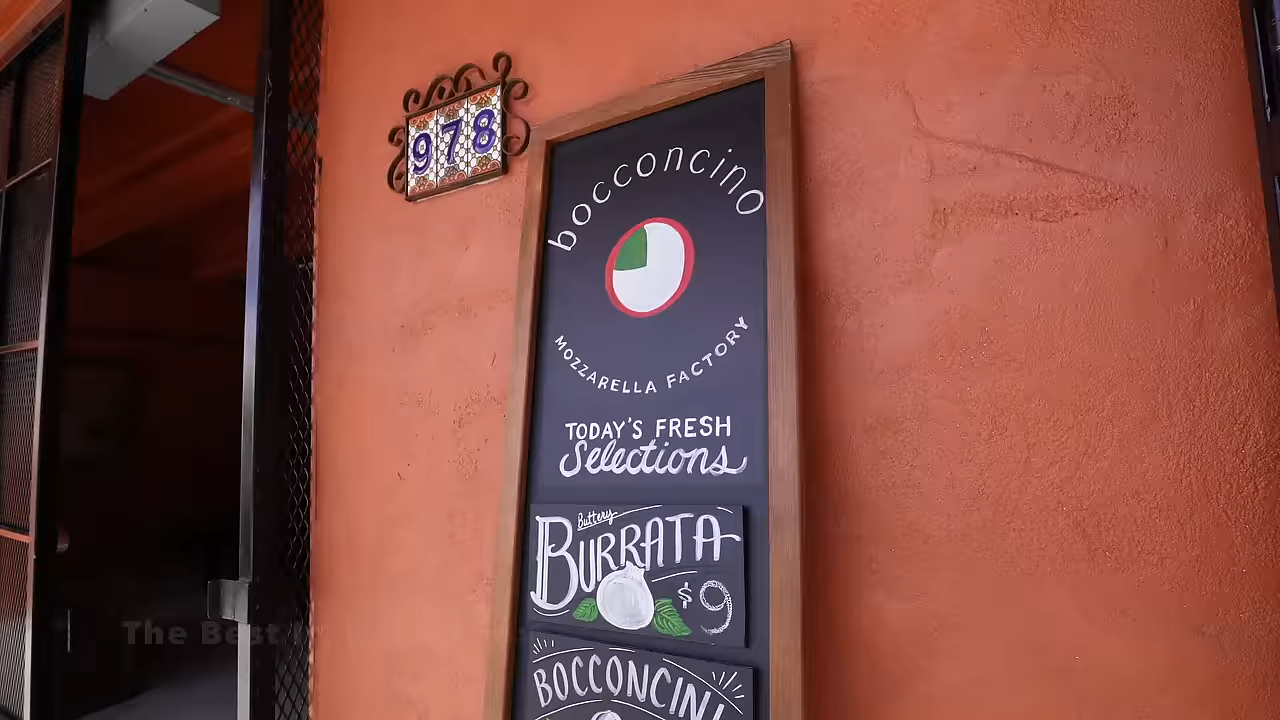 978
bocconcino
MOZZARELLA FACTORY
TODAY'S FRESH
Selections
Buttery
BURRATA
$9
BOCCONCINI
The Best